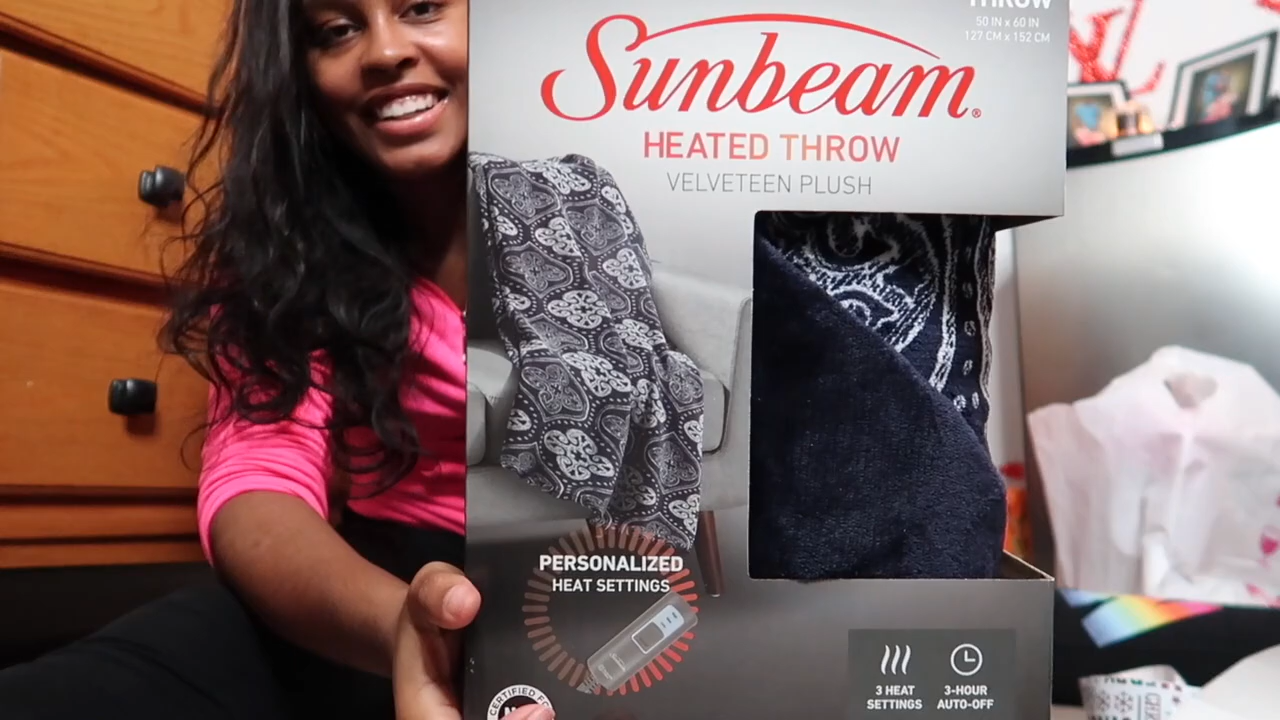 THROW
50 IN x 60 IN
127 CM x 152 CM
Sunbeam®
HEATED THROW
VELVETEEN PLUSH
PERSONALIZED
HEAT SETTINGS
3 HEAT
SETTINGS
3-HOUR
AUTO-OFF
CERTIFIED